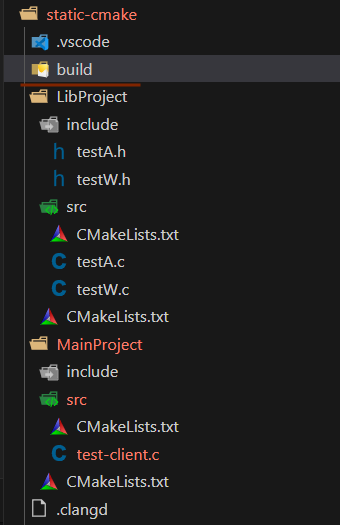 static-cmake
.vscode
build
LibProject
include
h testA.h
h testW.h
src
CMakeLists.txt
C testA.c
C testW.c
CMakeLists.txt
MainProject
include
src
CMakeLists.txt
C test-client.c
CMakeLists.txt
.clangd